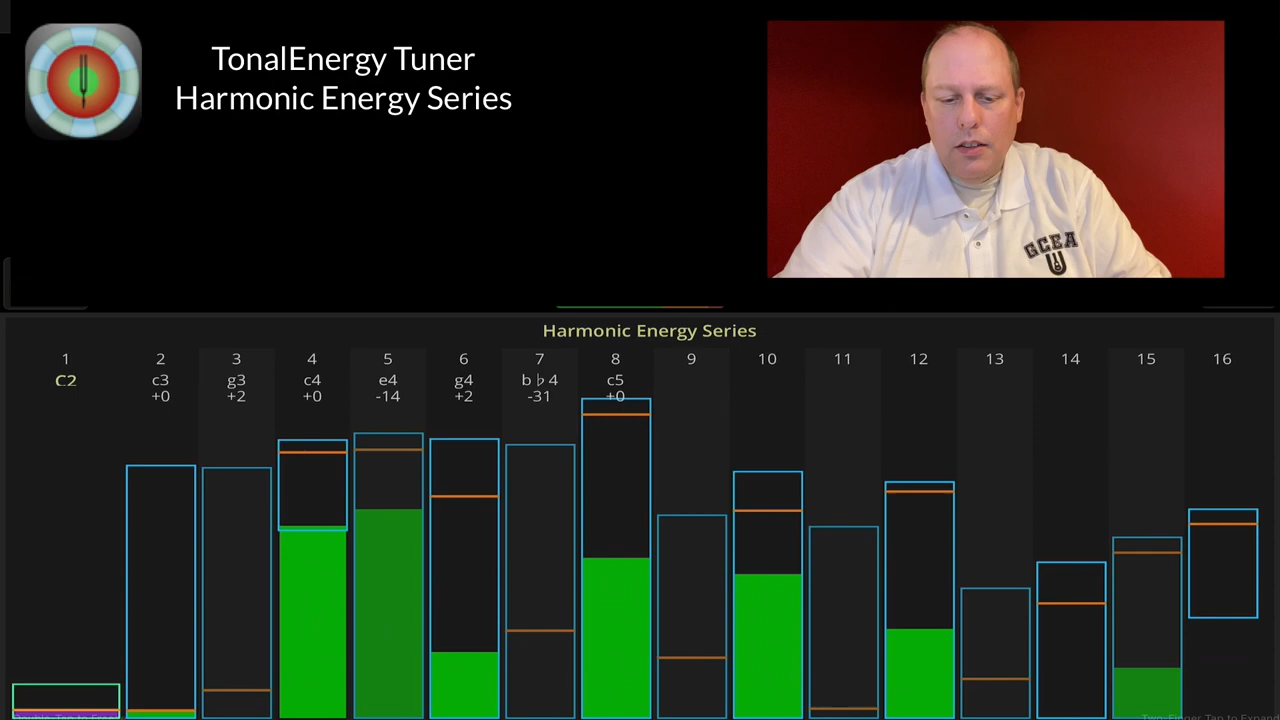 TonalEnergy Tuner
Harmonic Energy Series
GCEA
U
Harmonic Energy Series
1 2 3 4 5 6 7 8 9 10 11 12 13 14 15 16
C2 c3 g3 c4 e4 g4 b♭4 c5
+0 +2 +0 -14 +2 -31 +0